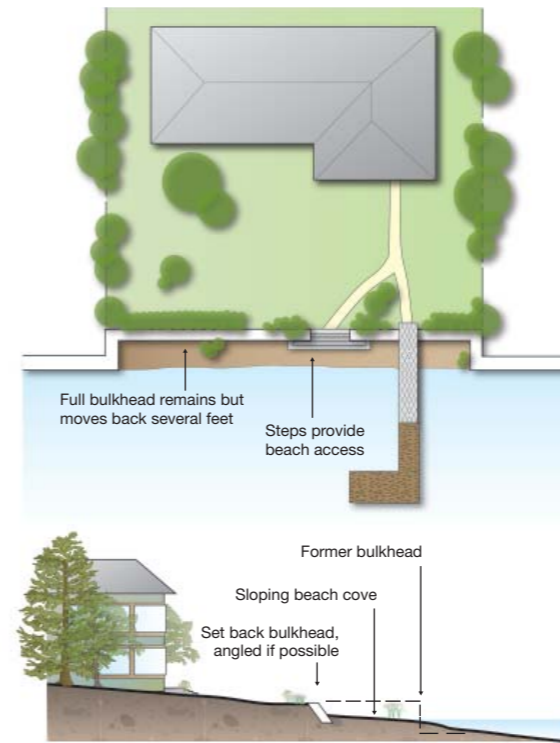 Full bulkhead remains but
moves back several feet
Steps provide
beach access
Former bulkhead
Sloping beach cove
Set back bulkhead,
angled if possible